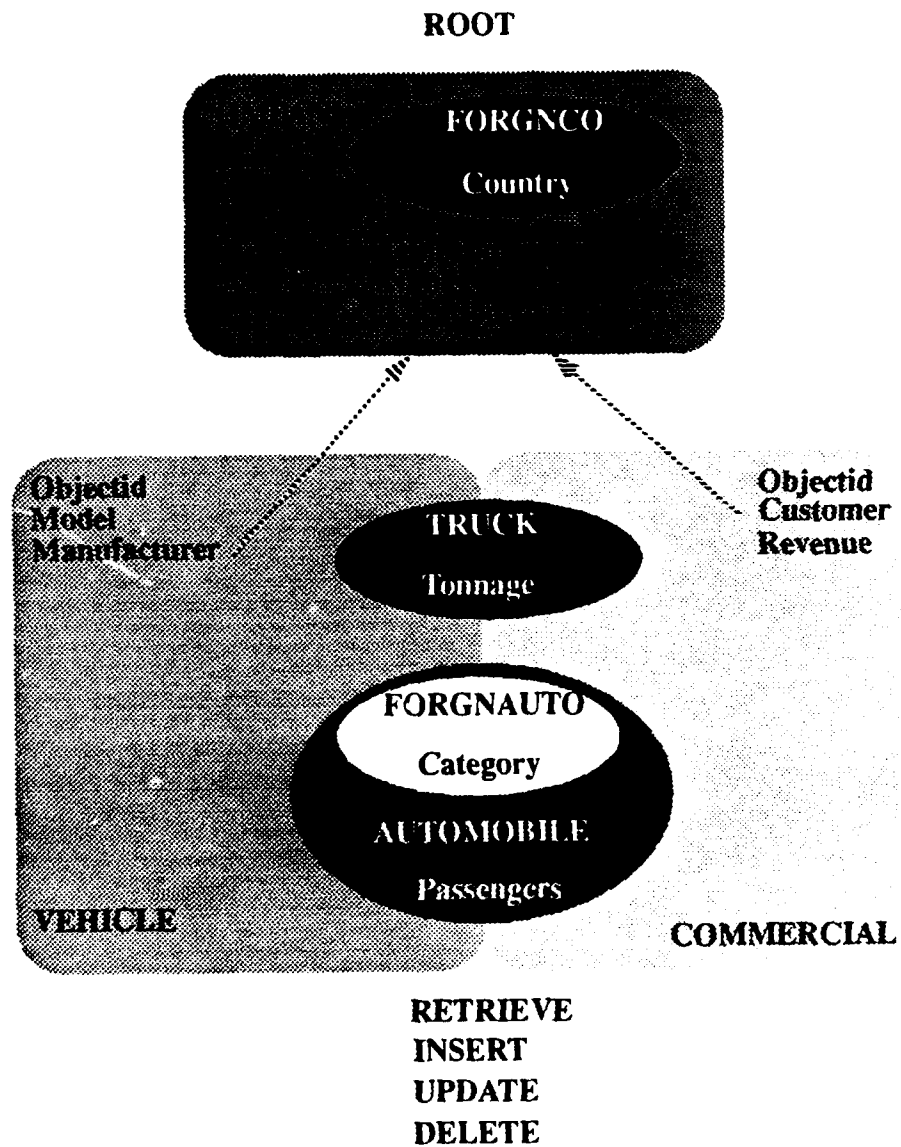 ROOT
FORGNCO
Country
Objectid
Model
Manufacturer
Objectid
Customer
Revenue
TRUCK
Tonnage
FORGNAUTO
Category
AUTOMOBILE
Passengers
VEHICLE
COMMERCIAL
RETRIEVE
INSERT
UPDATE
DELETE